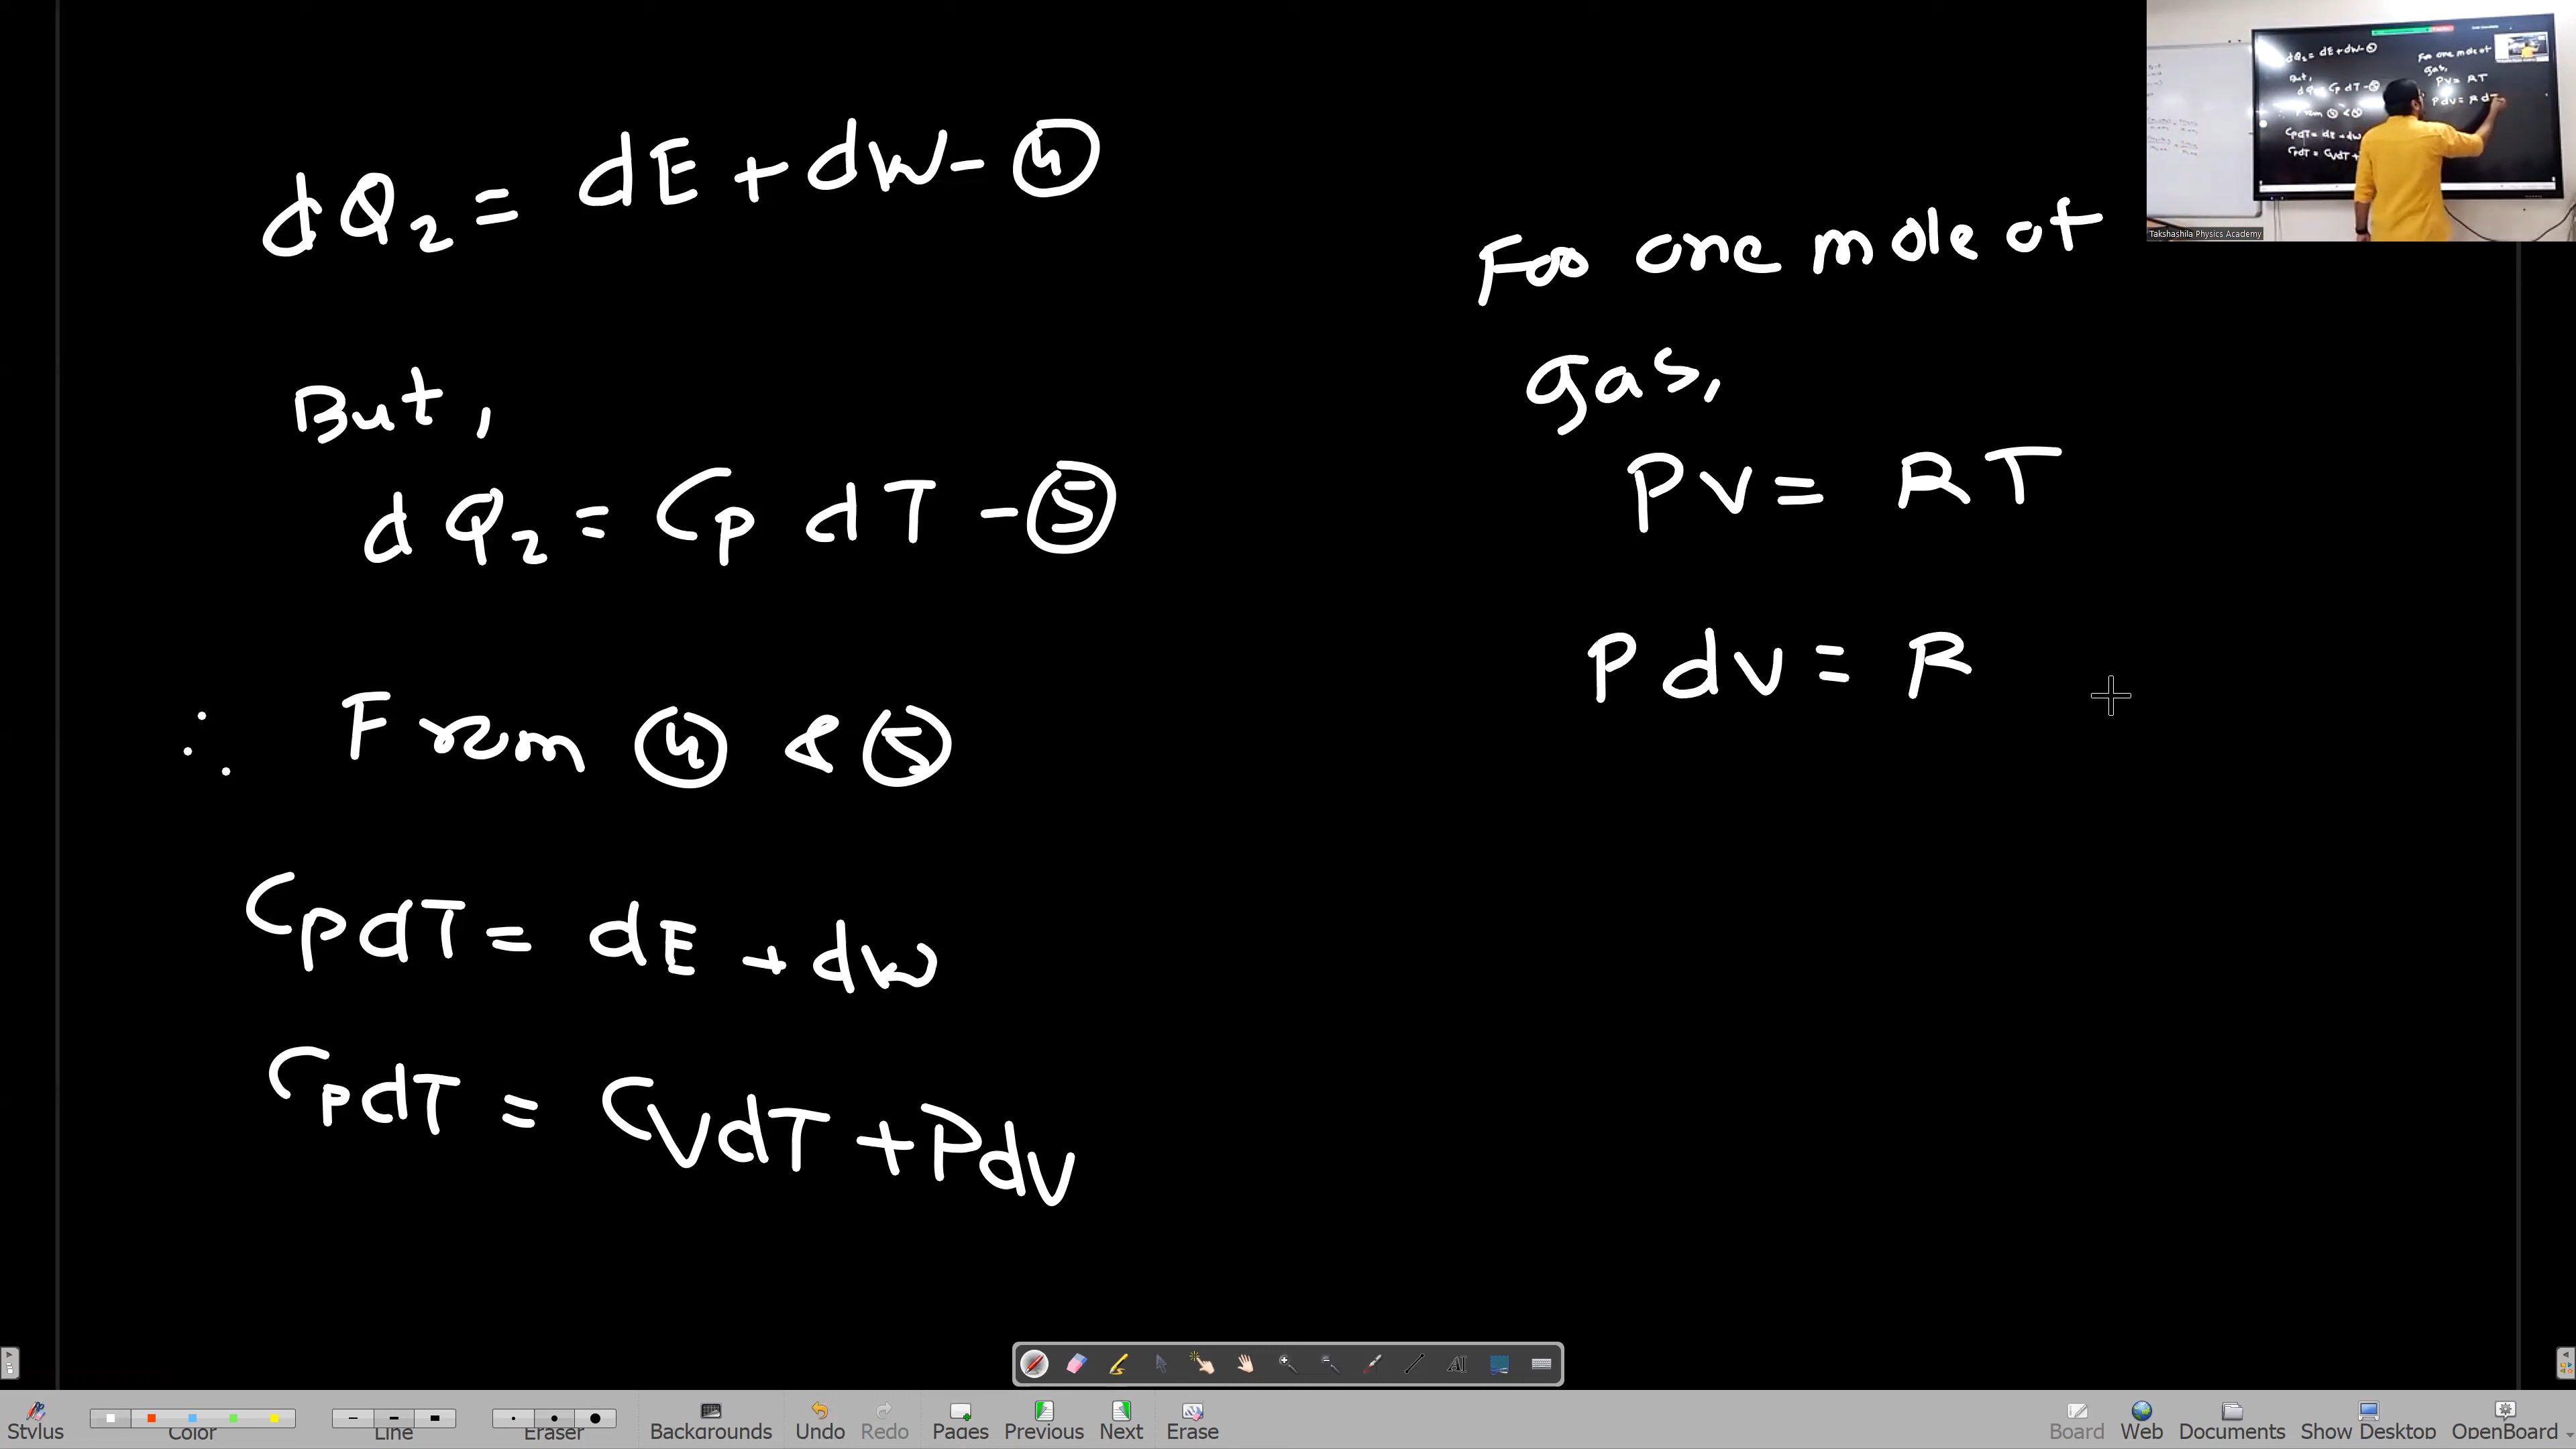 dQ₂ = dE + dW - ④
But,
dQ₂ = Cp dT - ⑤
∴ From ④ & ⑤
CpdT = dE + dW
CpdT = CVdT + PdV
For one mole of
gas,
PV = RT
PdV = R
Takshashila Physics Academy
Stylus
Color
Line
Eraser
Backgrounds
Undo
Redo
Pages
Previous
Next
Erase
Board
Web
Documents
Show Desktop
OpenBoard